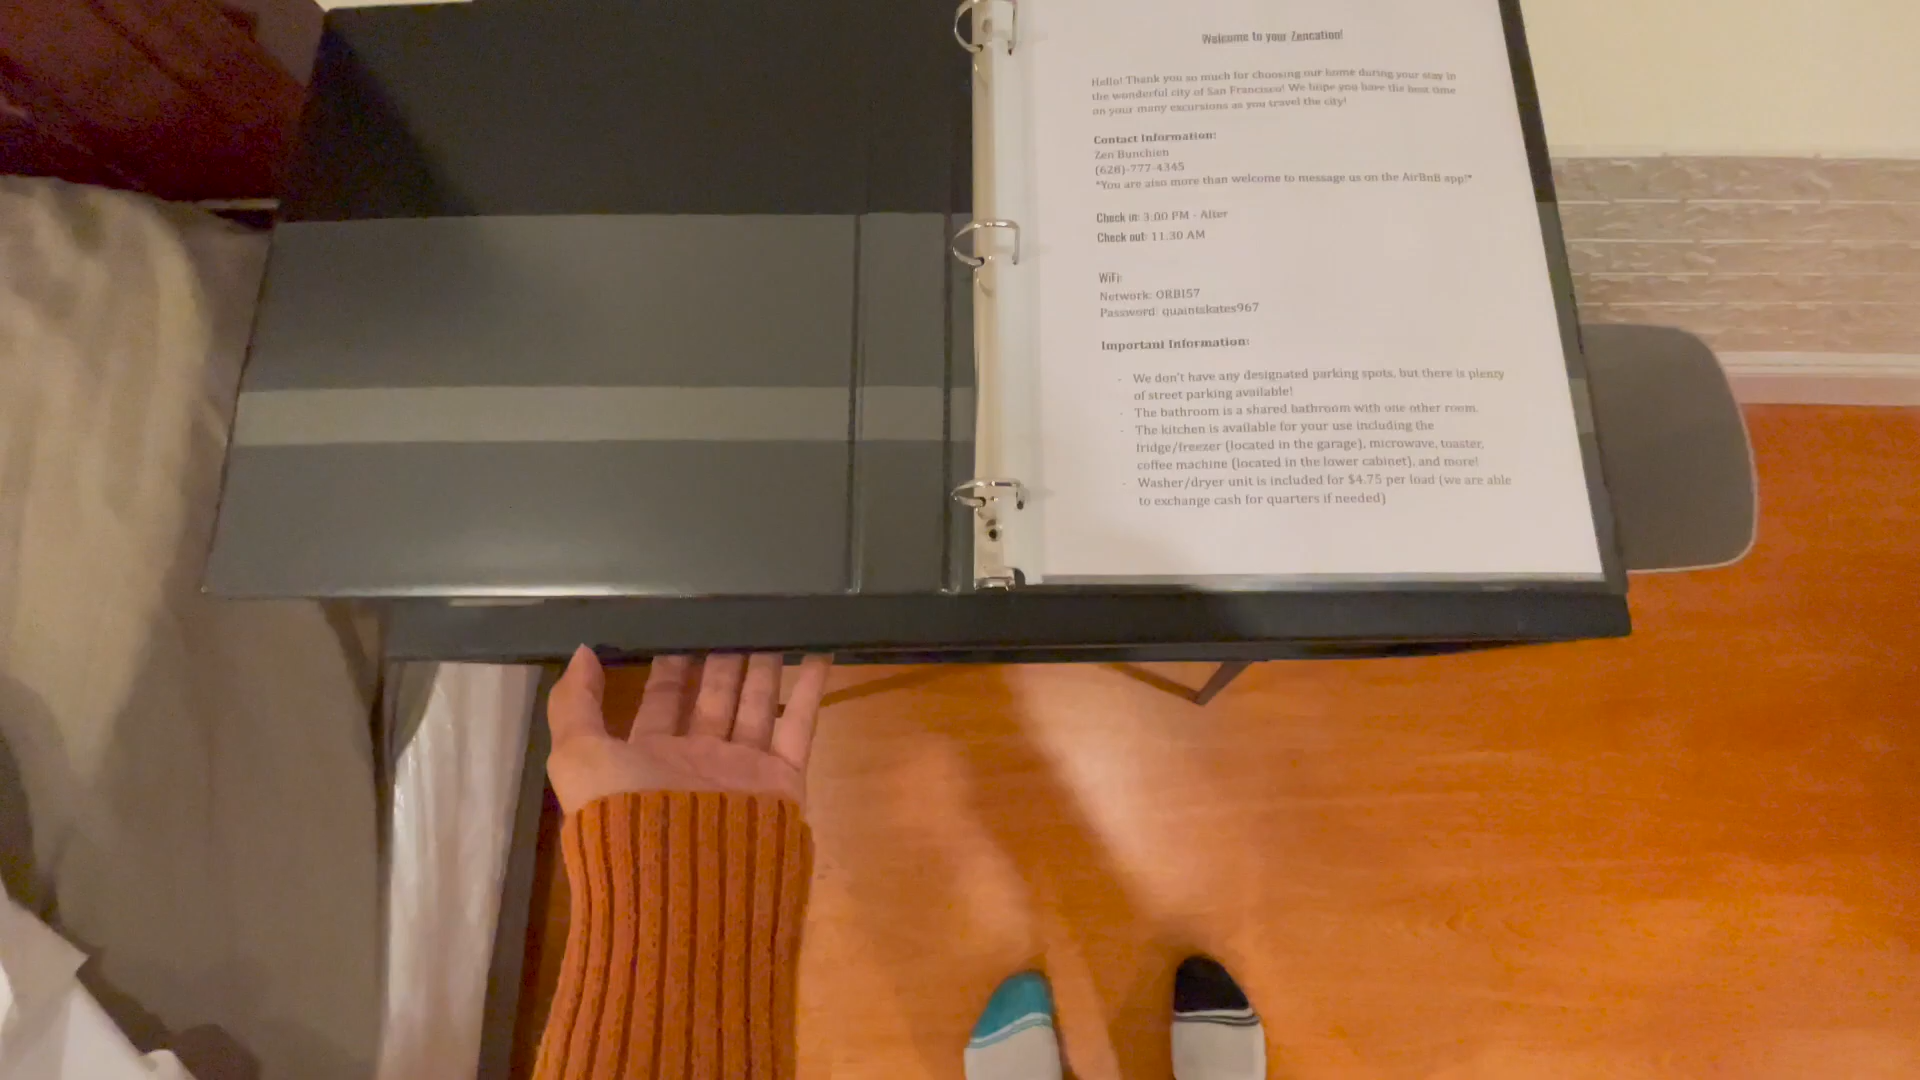 Welcome to your Zencation!
Hello! Thank you so much for choosing our home during your stay in
the wonderful city of San Francisco! We hope you have the best time
on your many excursions as you travel the city!
Contact Information:
Zen Bunchien
(628)-777-4345
*You are also more than welcome to message us on the AirBnB app!*
Check in: 3:00 PM - After
Check out: 11:30 AM
WiFi:
Network: ORBI57
Password: quaintskates967
Important Information:
- We don't have any designated parking spots, but there is plenty
of street parking available!
- The bathroom is a shared bathroom with one other room.
- The kitchen is available for your use including the
fridge/freezer (located in the garage), microwave, toaster,
coffee machine (located in the lower cabinet), and more!
- Washer/dryer unit is included for $4.75 per load (we are able
to exchange cash for quarters if needed)